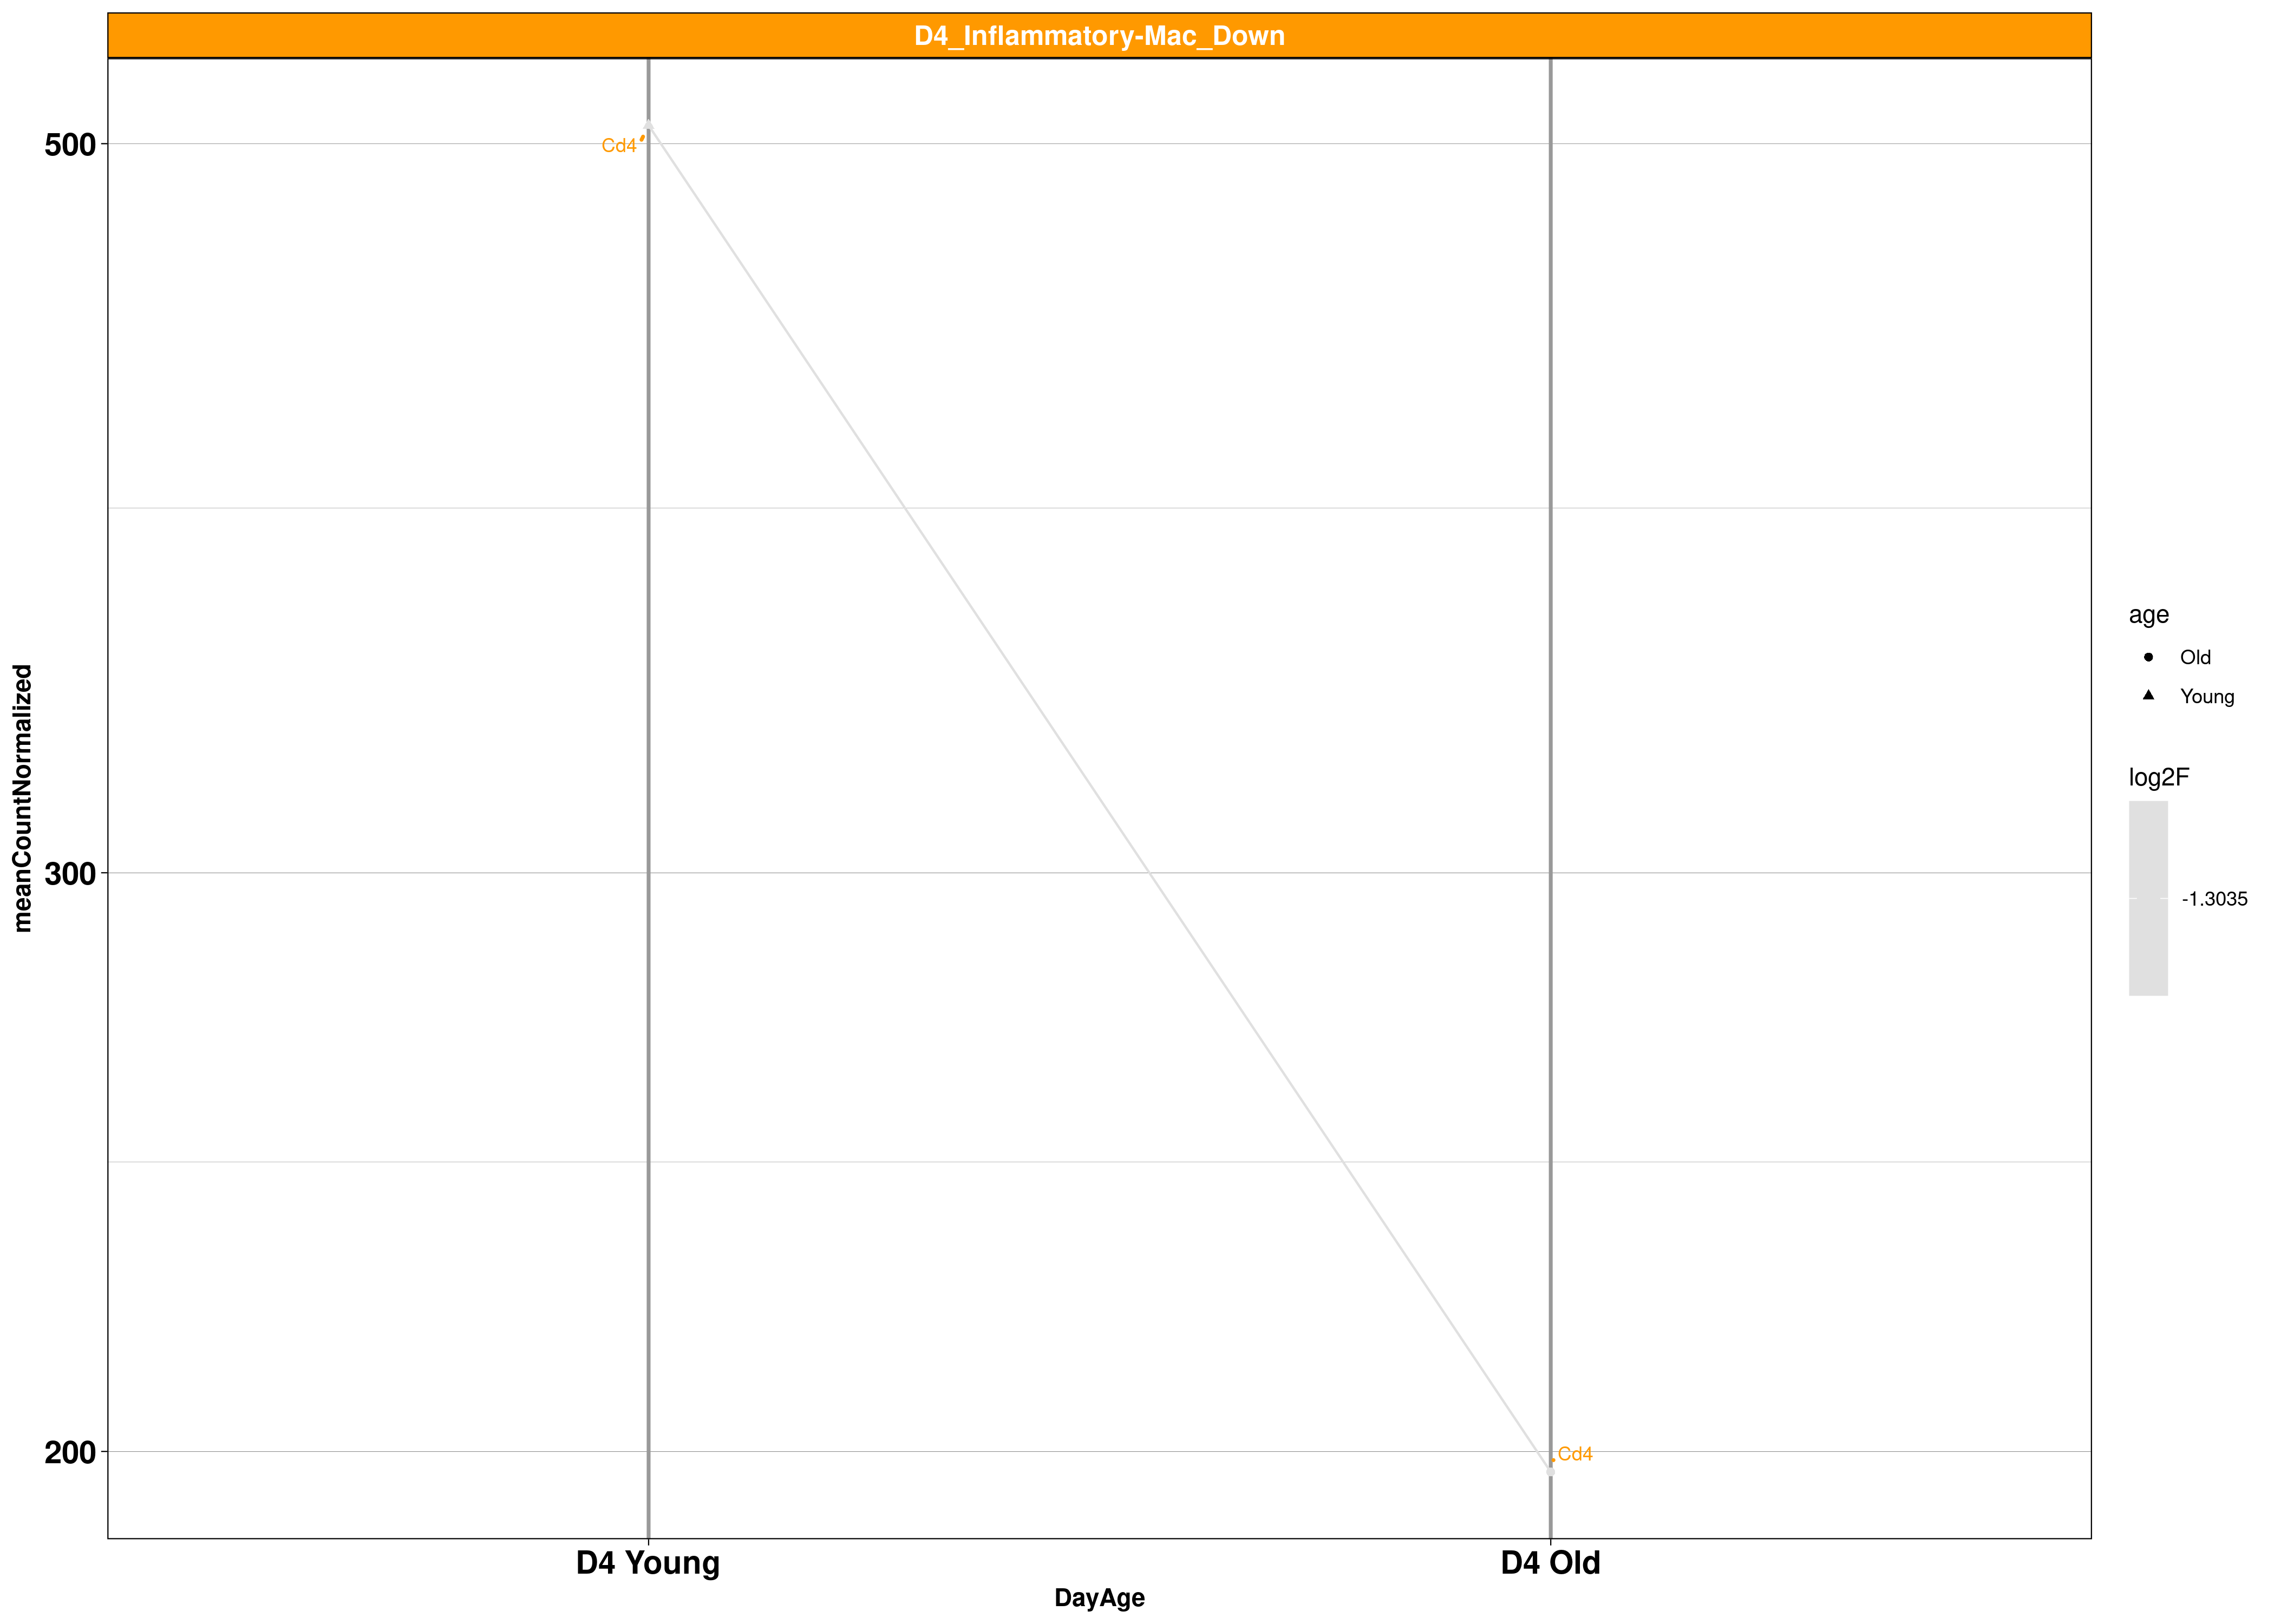 D4_Inflammatory-Mac_Down
meanCountNormalized
500
300
200
Cd4
Cd4
D4 Young
D4 Old
DayAge
age
Old
Young
log2F
-1.3035